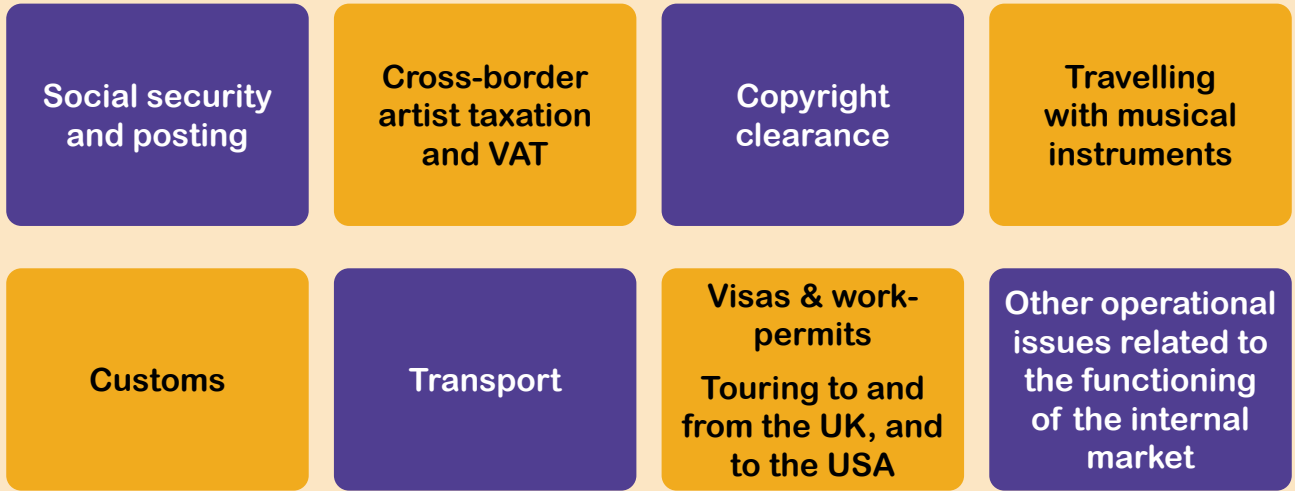 Social security
and posting
Cross-border
artist taxation
and VAT
Copyright
clearance
Travelling
with musical
instruments
Customs
Transport
Visas & work-
permits
Touring to and
from the UK, and
to the USA
Other operational
issues related to
the functioning
of the internal
market